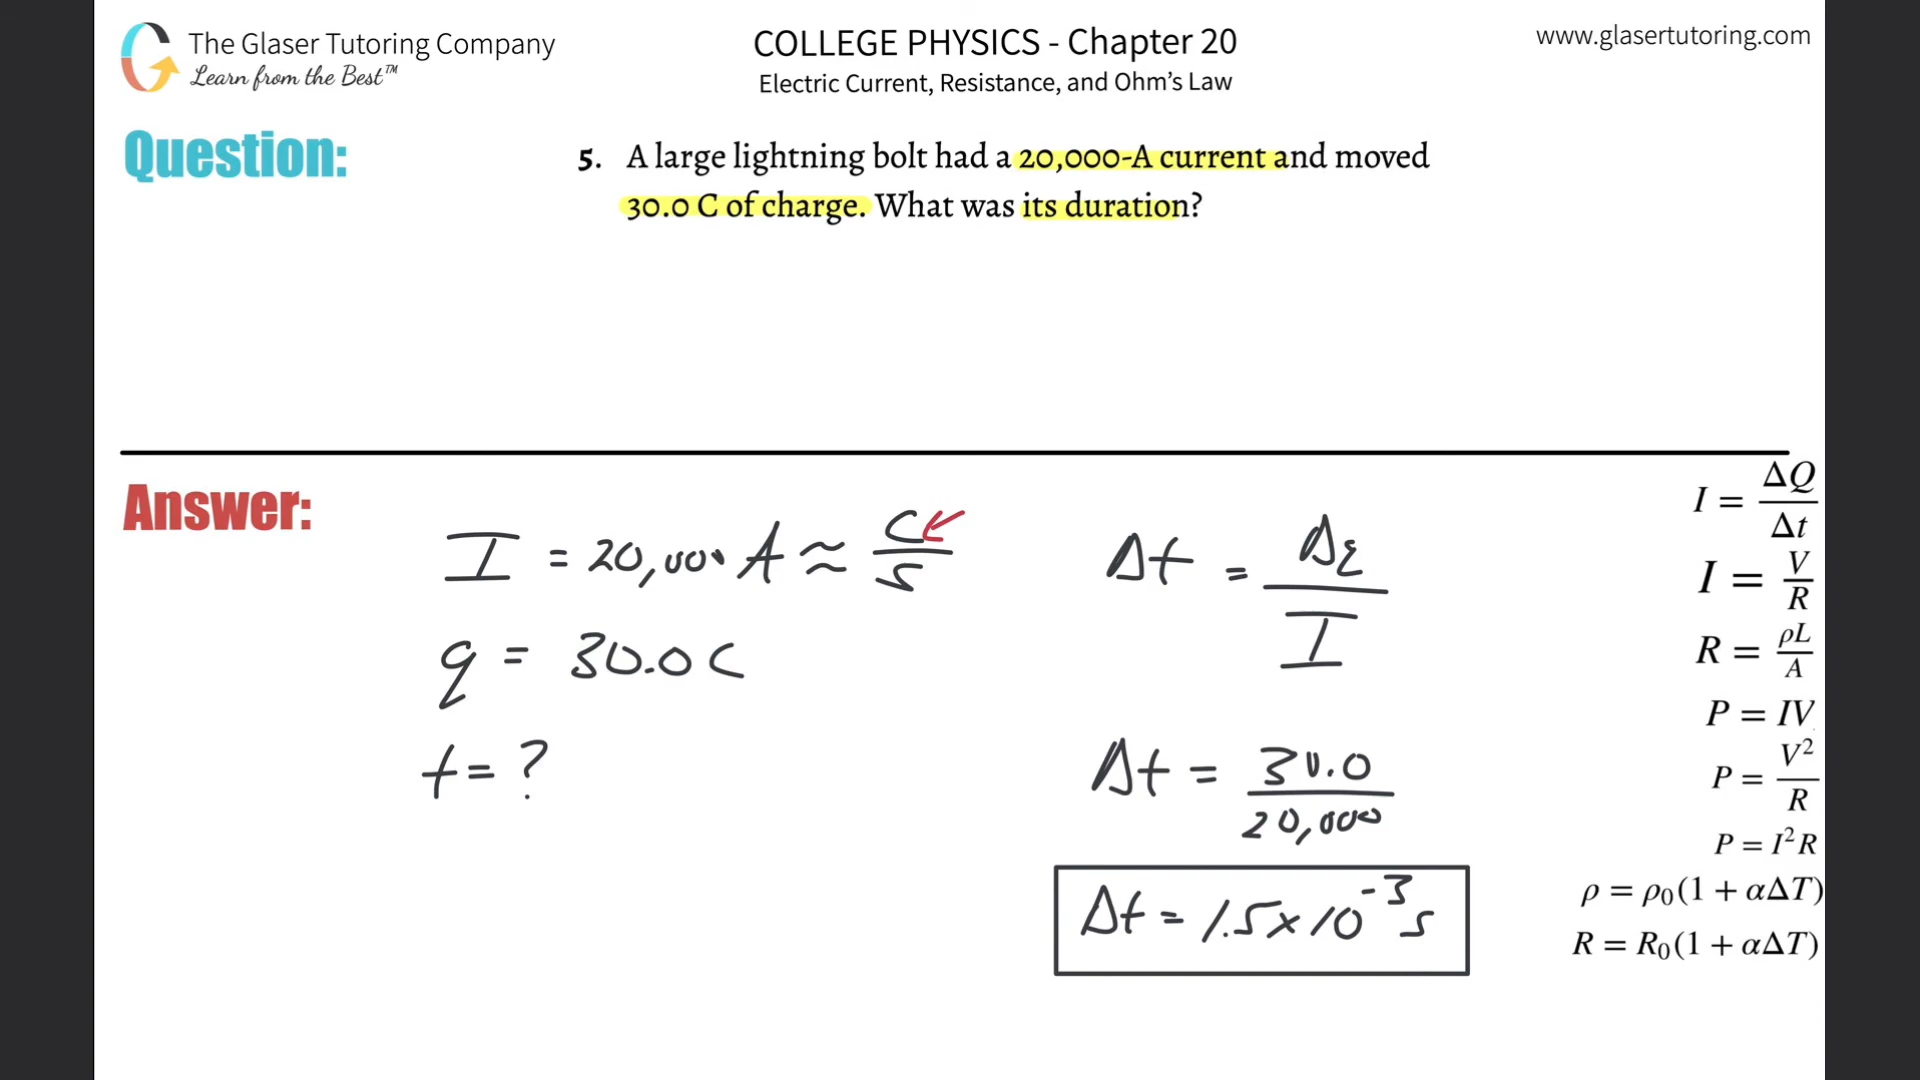 The Glaser Tutoring Company
Learn from the Best™
COLLEGE PHYSICS - Chapter 20
Electric Current, Resistance, and Ohm's Law
www.glasertutoring.com
Question:
5. A large lightning bolt had a 20,000-A current and moved
30.0 C of charge. What was its duration?
Answer:
I = 20,000 A ≈ C/s
q = 30.0 C
t = ?
Δt = Δq/I
Δt = 30.0/20,000
Δt = 1.5 x 10^-3 s
I = ΔQ/Δt
I = V/R
R = ρL/A
P = IV
P = V²/R
P = I²R
ρ = ρ₀(1 + αΔT)
R = R₀(1 + αΔT)